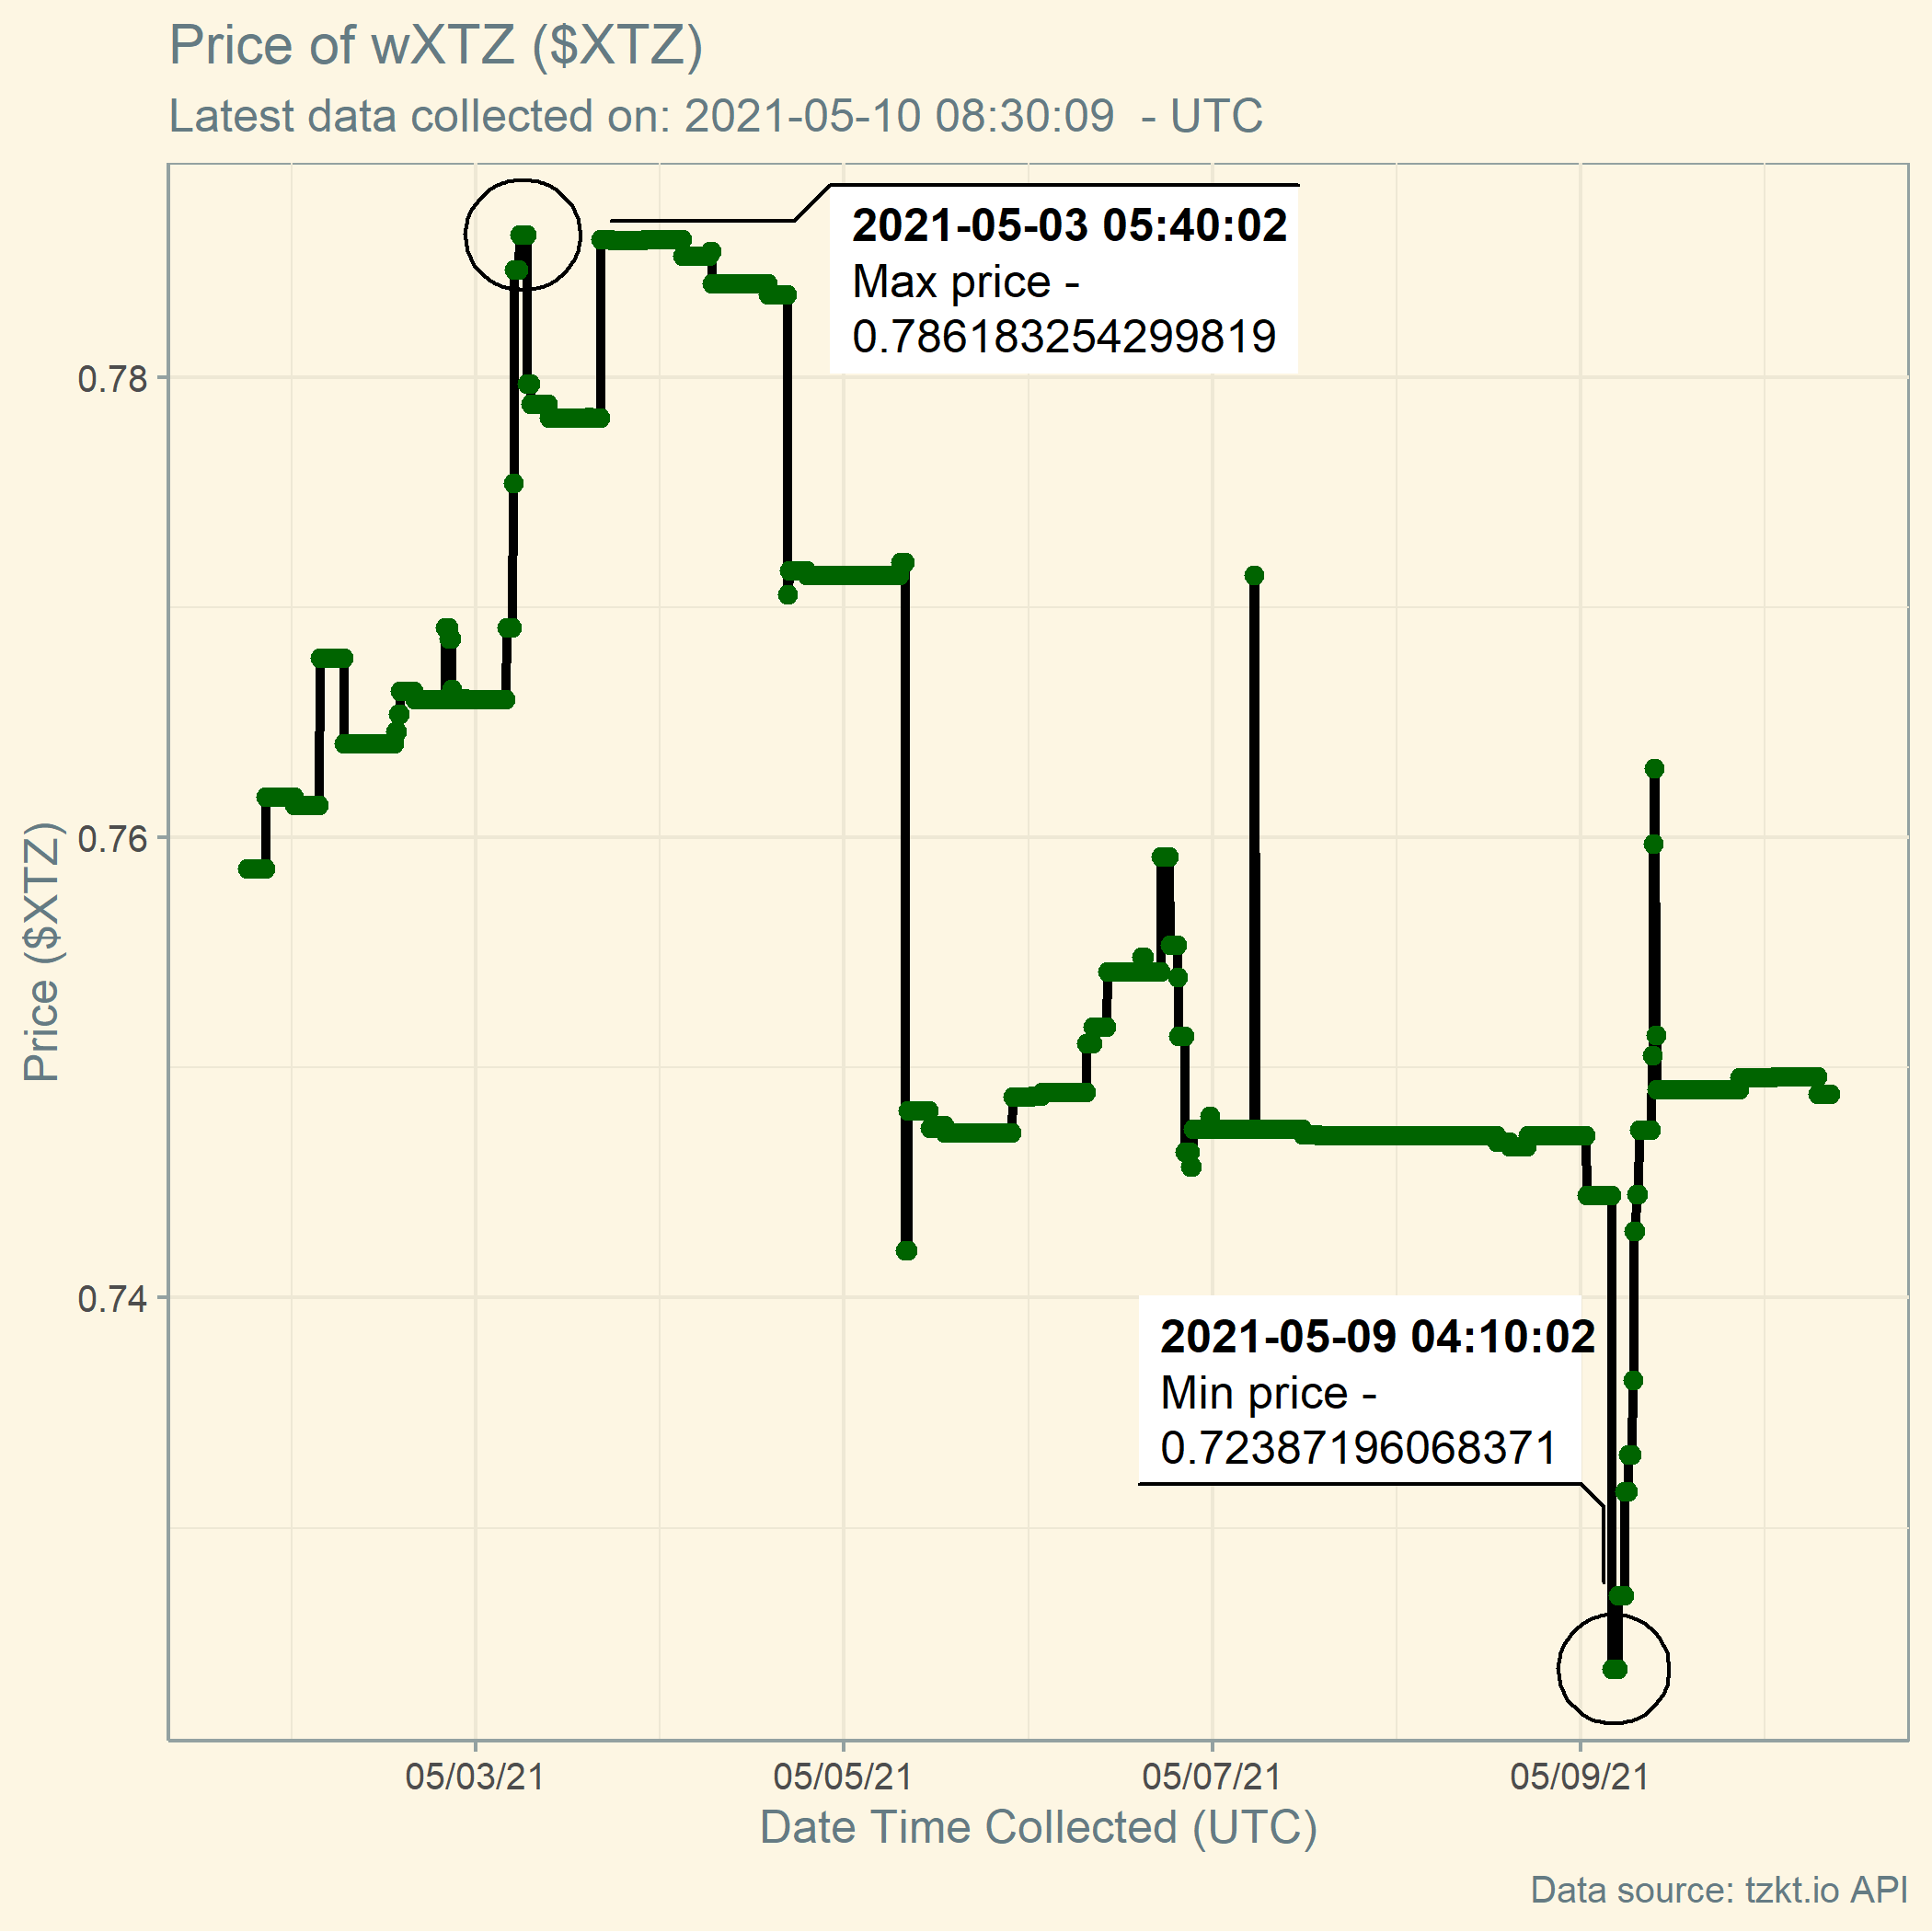 Price of wXTZ ($XTZ)
Latest data collected on: 2021-05-10 08:30:09  - UTC
2021-05-03 05:40:02
Max price -
0.786183254299819
0.78
0.76
0.74
Price ($XTZ)
2021-05-09 04:10:02
Min price -
0.72387196068371
05/03/21
05/05/21
05/07/21
05/09/21
Date Time Collected (UTC)
Data source: tzkt.io API